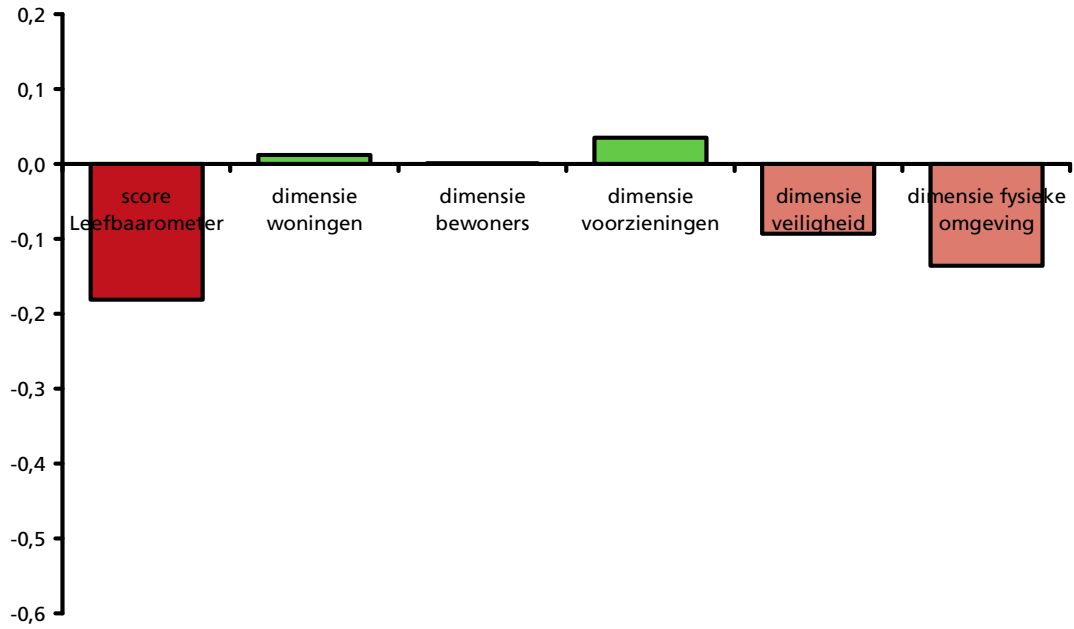 0,2
0,1
0,0
-0,1
-0,2
-0,3
-0,4
-0,5
-0,6
score
Leefbaarometer
dimensie
woningen
dimensie
bewoners
dimensie
voorzieningen
dimensie
veiligheid
dimensie fysieke
omgeving